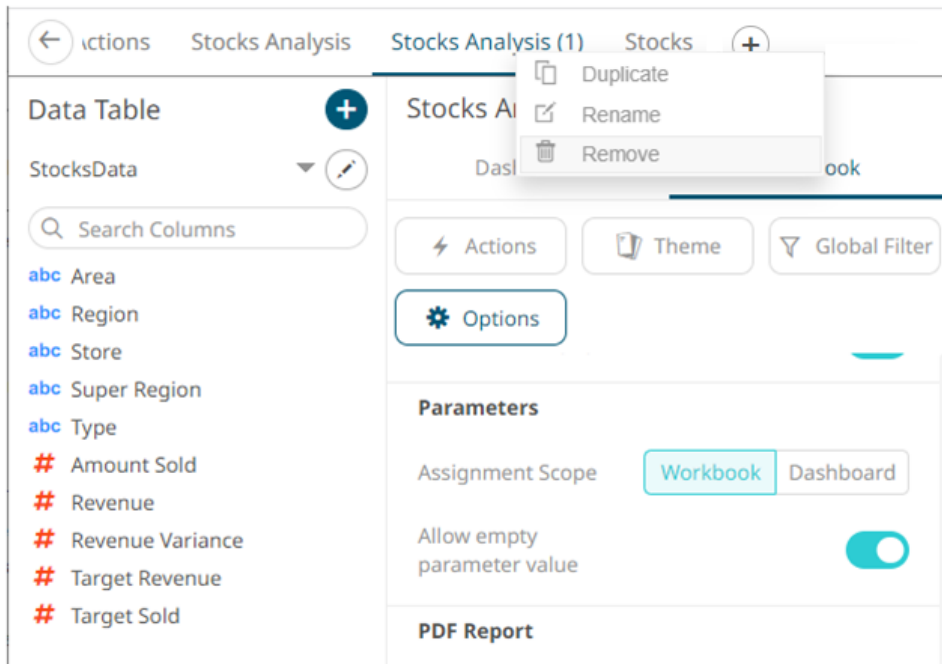 ctions Stocks Analysis Stocks Analysis (1) Stocks
Duplicate
Rename
Remove
Data Table
StocksData
Search Columns
abc Area
abc Region
abc Store
abc Super Region
abc Type
# Amount Sold
# Revenue
# Revenue Variance
# Target Revenue
# Target Sold
Stocks A
Das ook
Actions Theme Global Filter
Options
Parameters
Assignment Scope Workbook Dashboard
Allow empty
parameter value
PDF Report